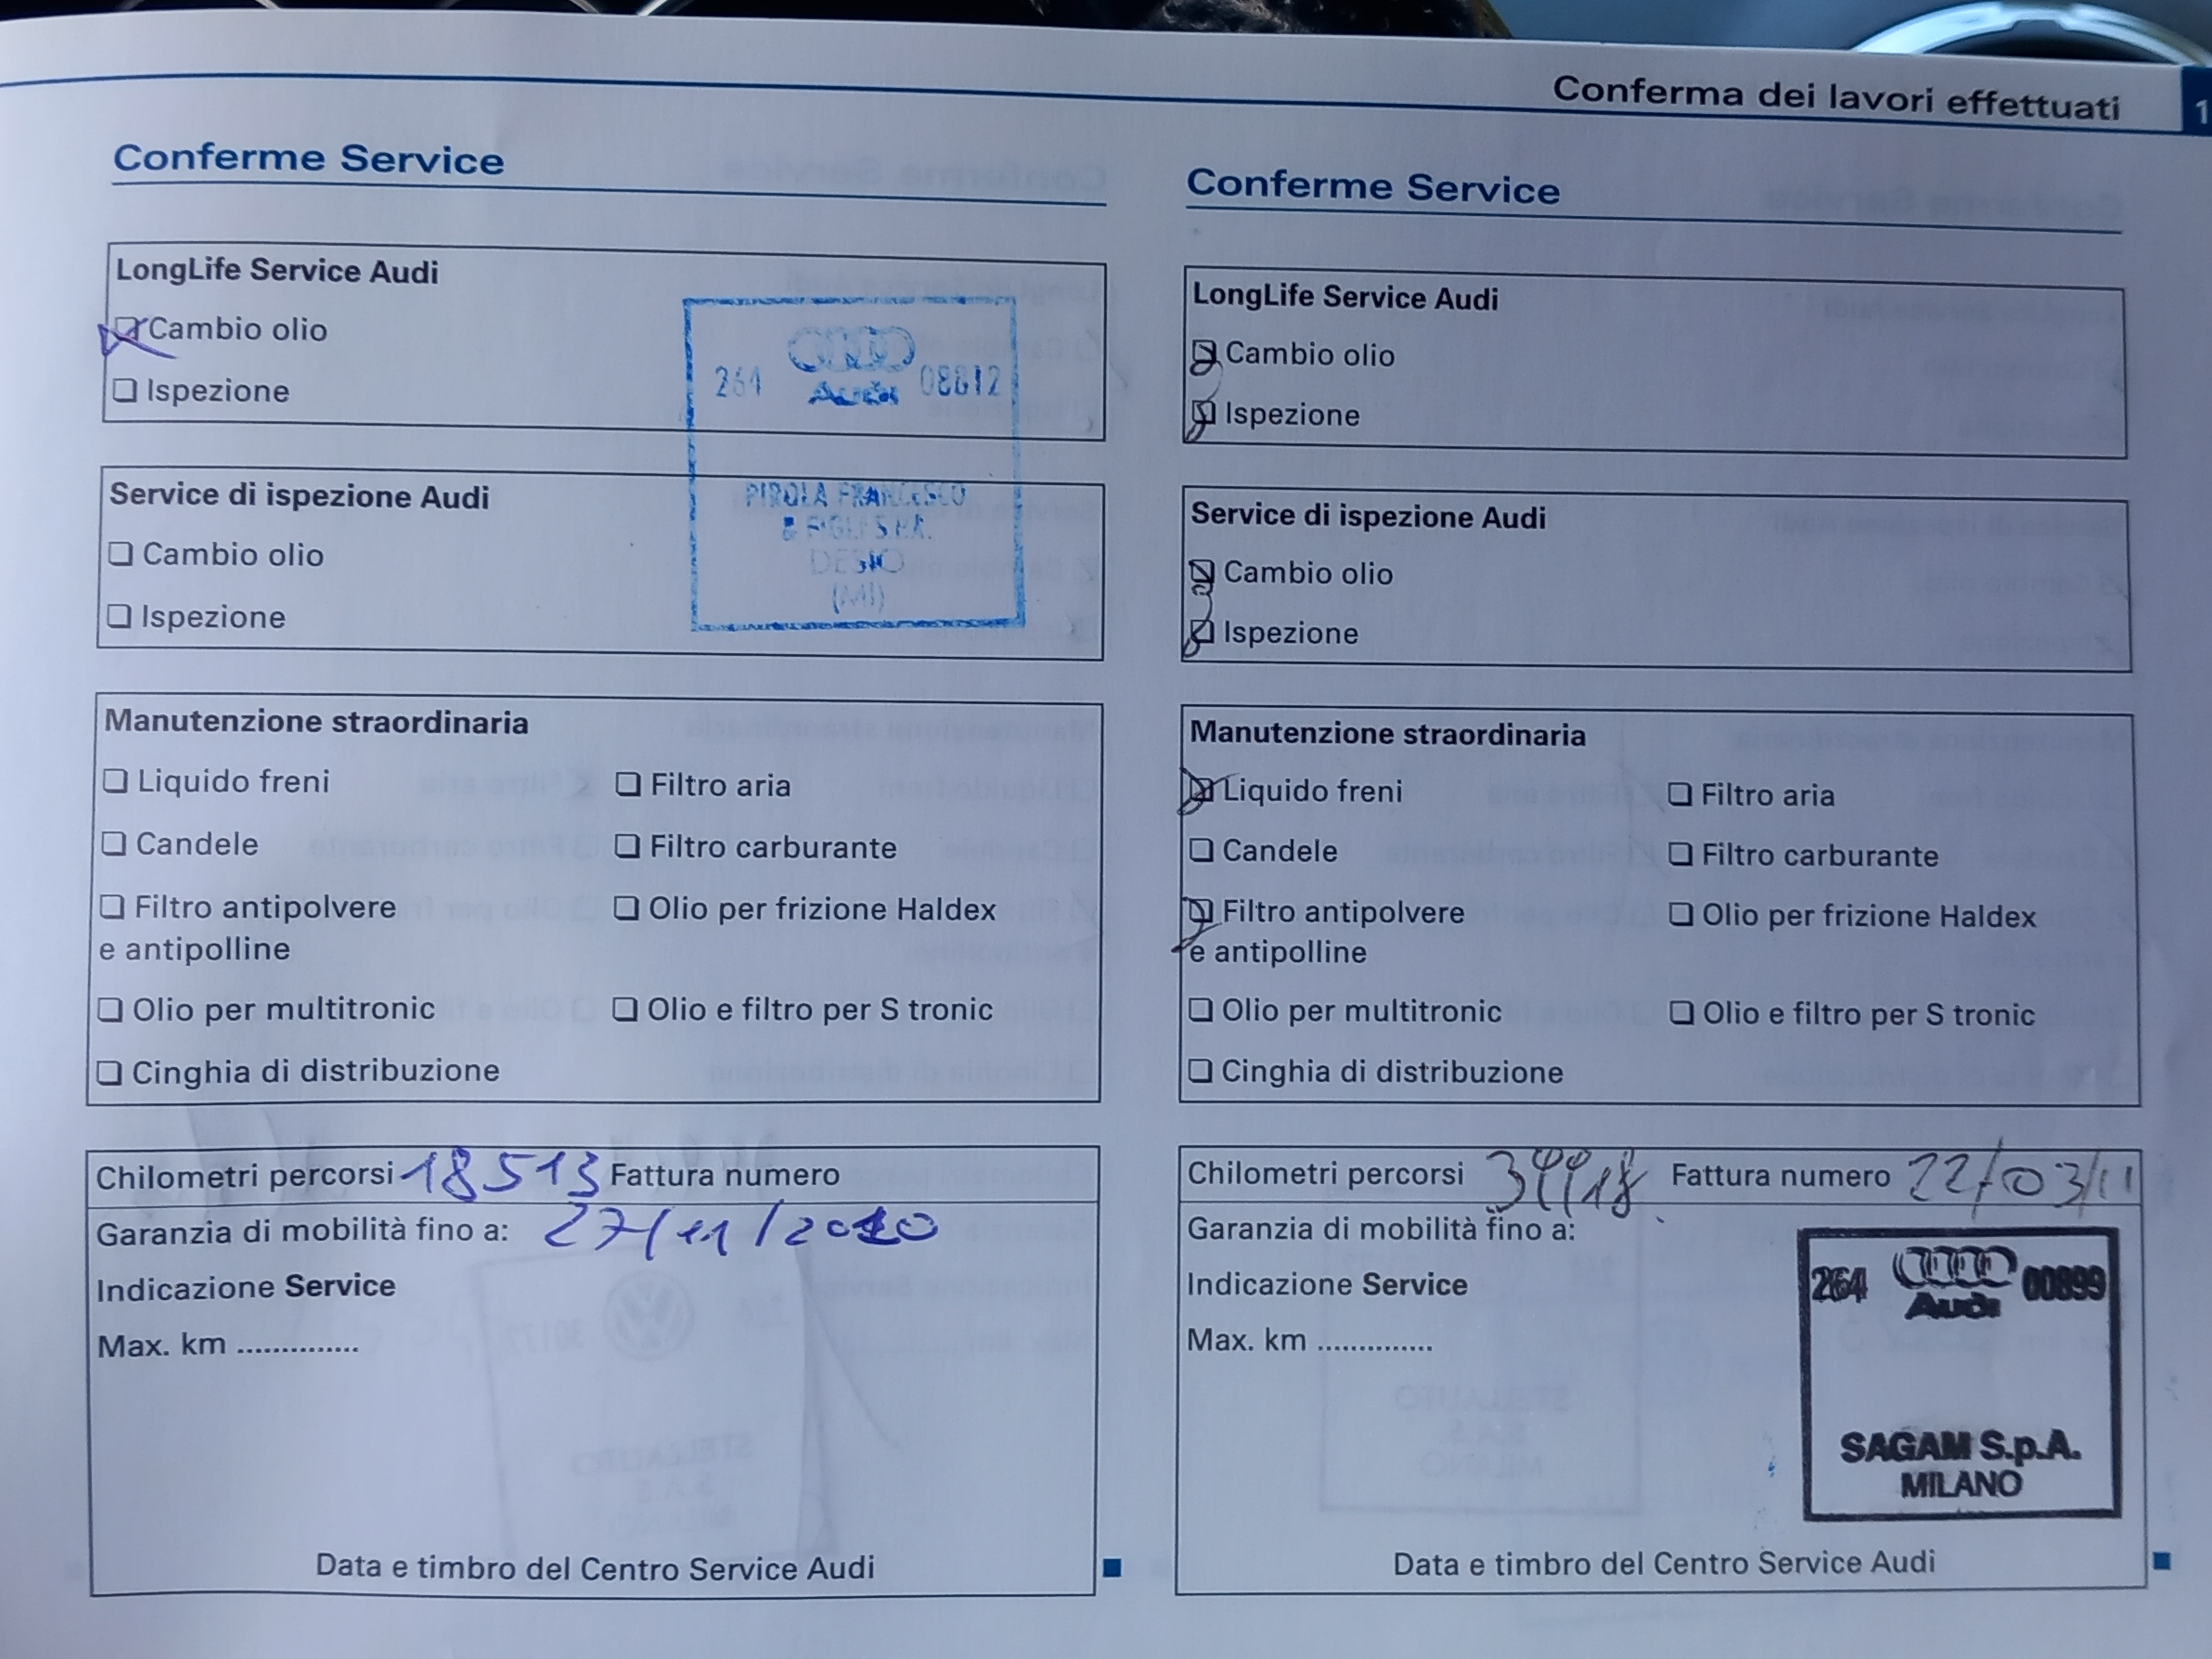 Conferma dei lavori effettuati 1
Conferme Service
LongLife Service Audi
Cambio olio
Ispezione
264 Audi 08812
PIROLA FRANCESCO
& FIGLI S.P.A.
DESIO
(MI)
Service di ispezione Audi
Cambio olio
Ispezione
Manutenzione straordinaria
Liquido freni Filtro aria
Candele Filtro carburante
Filtro antipolvere Olio per frizione Haldex
e antipolline
Olio per multitronic Olio e filtro per S tronic
Cinghia di distribuzione
Chilometri percorsi 18513 Fattura numero
Garanzia di mobilità fino a: 27/11/2010
Indicazione Service
Max. km ..............
Data e timbro del Centro Service Audi
Conferme Service
LongLife Service Audi
Cambio olio
Ispezione
Service di ispezione Audi
Cambio olio
Ispezione
Manutenzione straordinaria
Liquido freni Filtro aria
Candele Filtro carburante
Filtro antipolvere Olio per frizione Haldex
e antipolline
Olio per multitronic Olio e filtro per S tronic
Cinghia di distribuzione
Chilometri percorsi Fattura numero 22/03/11
Garanzia di mobilità fino a:
Indicazione Service
Max. km ..............
264 Audi 00899
SAGAM S.p.A.
MILANO
Data e timbro del Centro Service Audi